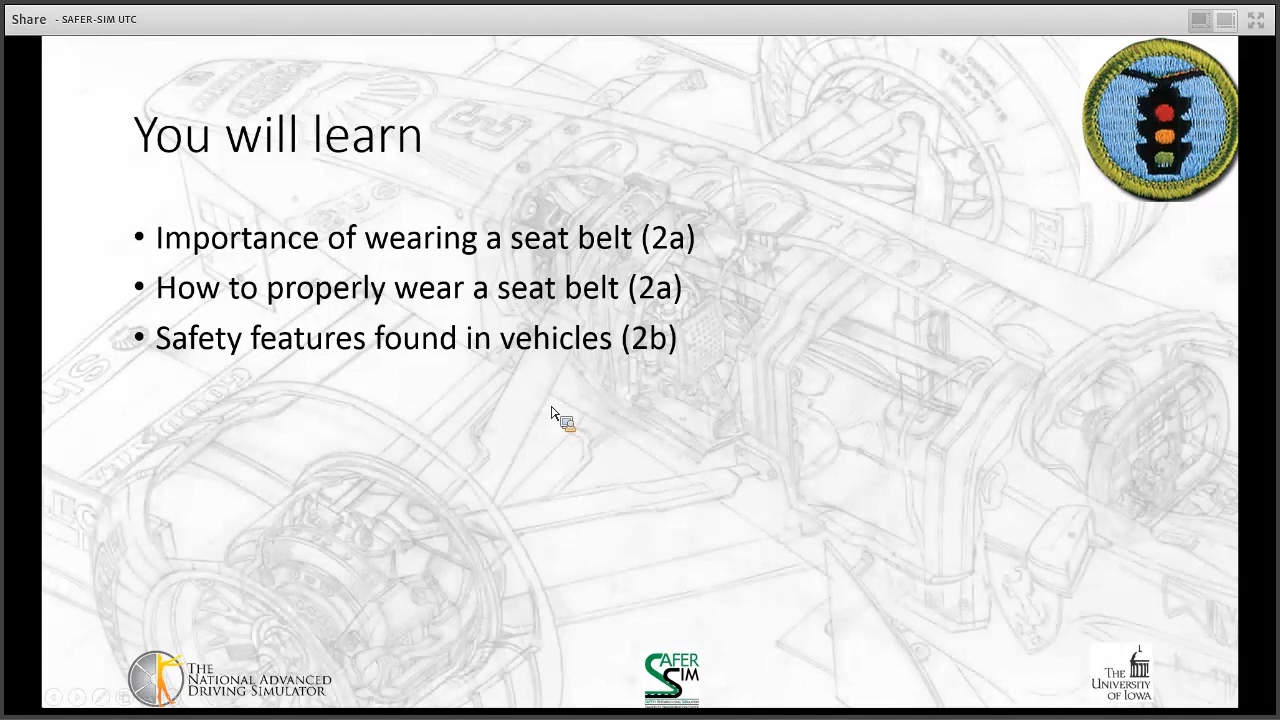 Share - SAFER-SIM UTC
You will learn
• Importance of wearing a seat belt (2a)
• How to properly wear a seat belt (2a)
• Safety features found in vehicles (2b)
THE
NATIONAL ADVANCED
DRIVING SIMULATOR
SAFER
SIM
THE
UNIVERSITY
OF IOWA